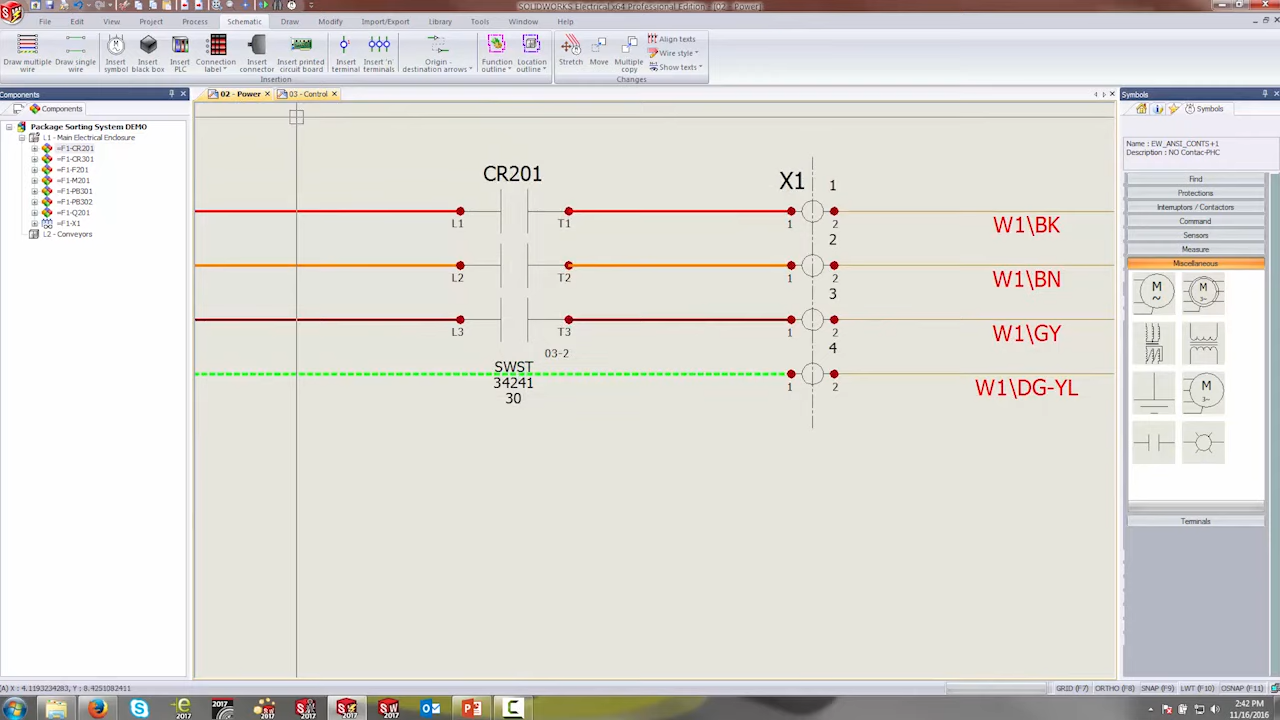 SOLIDWORKS Electrical x64 Professional Edition - [02 - Power]
File Edit View Project Process Schematic Draw Modify Import/Export Library Tools Window Help
Draw multiple wire
Draw single wire
Insert symbol
Insert black box
Insert PLC
Connection label
Insert connector
Insert printed circuit board
Insert terminal
Insert 'n' terminals
Origin - destination arrows
Function outline
Location outline
Stretch
Move
Multiple copy
Align texts
Wire style
Show texts
Insertion
Changes
Components
02 - Power
03 - Control
Symbols
Components
Symbols
Package Sorting System DEMO
L1 - Main Electrical Enclosure
=F1-CR201
=F1-CR301
=F1-F201
=F1-M201
=F1-PB301
=F1-PB302
=F1-Q201
=F1-X1
L2 - Conveyors
Name : EW_ANSI_CONTS+1
Description : NO Contac-PHC
Find
Protections
Interruptors / Contactors
Command
Sensors
Measure
Miscellaneous
M
M
3~
M
3~
Terminals
CR201
X1
1
L1
T1
1
2
W1\BK
2
L2
T2
1
2
W1\BN
3
L3
T3
1
2
W1\GY
03-2
4
SWST
34241
30
1
2
W1\DG-YL
(A) X : 4.1193234283, Y : 8.4251082411
GRID (F7) ORTHO (F8) SNAP (F9) LWT (F10) OSNAP (F11)
2017
2017
2:42 PM
11/16/2016